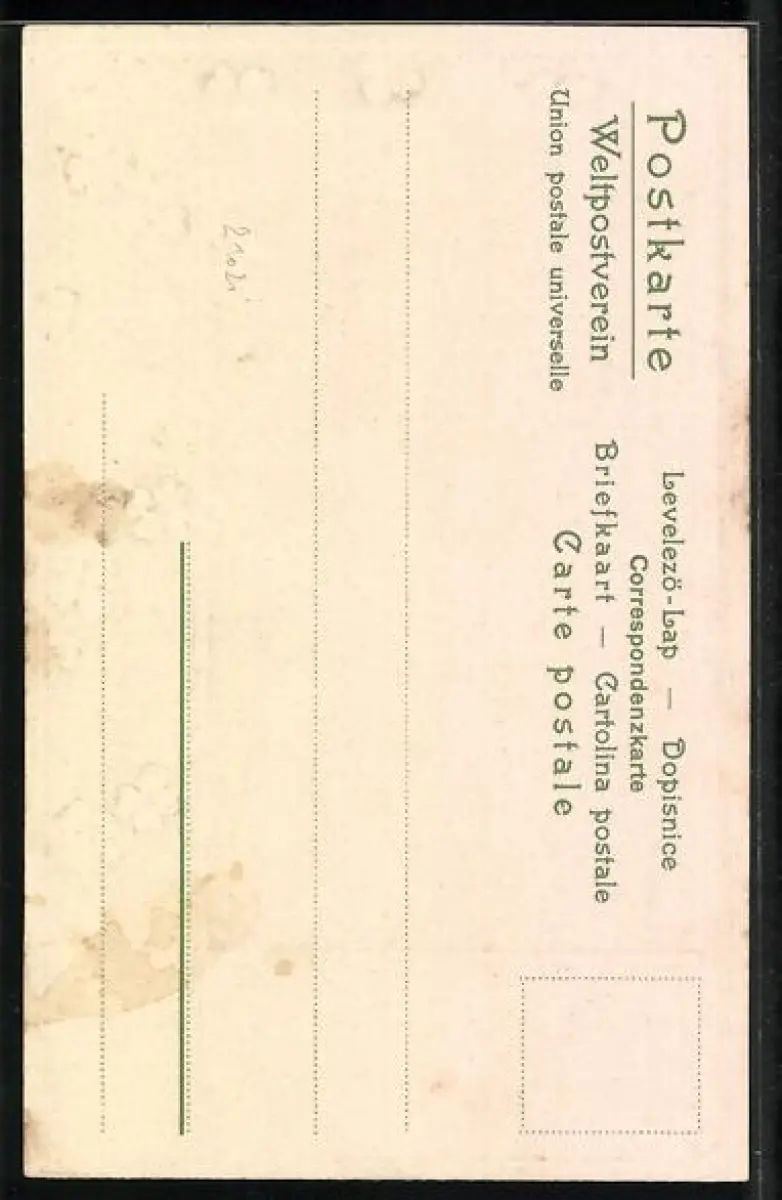 Postkarte
Weltpostverein
Union postale universelle
Levelező-Lap — Dopisnice
Correspondenzkarte
Briefkaart — Cartolina postale
Carte postale